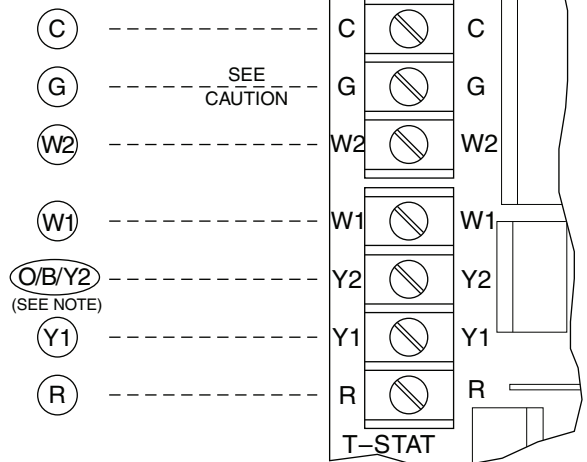 C C C
G SEE CAUTION G G
W2 W2 W2
W1 W1 W1
O/B/Y2 Y2 Y2
(SEE NOTE)
Y1 Y1 Y1
R R R
T–STAT